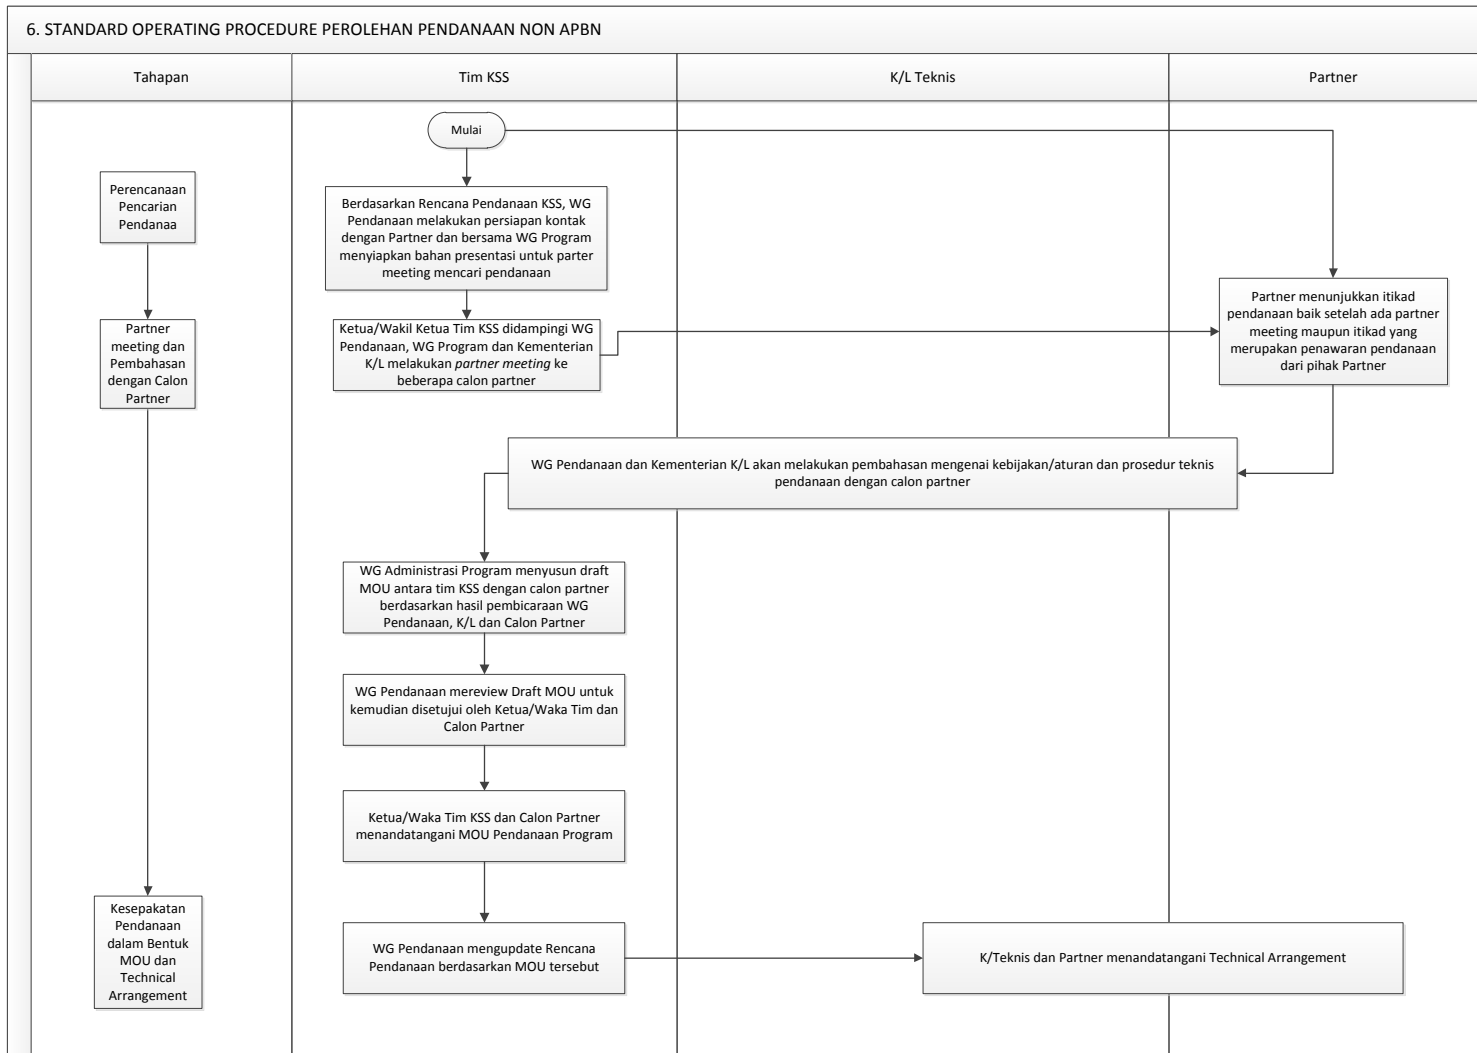 6. STANDARD OPERATING PROCEDURE PEROLEHAN PENDANAAN NON APBN
Tahapan
Tim KSS
K/L Teknis
Partner
Mulai
Perencanaan
Pencarian
Pendanaa
Berdasarkan Rencana Pendanaan KSS, WG
Pendanaan melakukan persiapan kontak
dengan Partner dan bersama WG Program
menyiapkan bahan presentasi untuk parter
meeting mencari pendanaan
Partner
meeting dan
Pembahasan
dengan Calon
Partner
Ketua/Wakil Ketua Tim KSS didampingi WG
Pendanaan, WG Program dan Kementerian
K/L melakukan partner meeting ke
beberapa calon partner
Partner menunjukkan itikad
pendanaan baik setelah ada partner
meeting maupun itikad yang
merupakan penawaran pendanaan
dari pihak Partner
WG Pendanaan dan Kementerian K/L akan melakukan pembahasan mengenai kebijakan/aturan dan prosedur teknis
pendanaan dengan calon partner
WG Administrasi Program menyusun draft
MOU antara tim KSS dengan calon partner
berdasarkan hasil pembicaraan WG
Pendanaan, K/L dan Calon Partner
WG Pendanaan mereview Draft MOU untuk
kemudian disetujui oleh Ketua/Waka Tim dan
Calon Partner
Ketua/Waka Tim KSS dan Calon Partner
menandatangani MOU Pendanaan Program
Kesepakatan
Pendanaan
dalam Bentuk
MOU dan
Technical
Arrangement
WG Pendanaan mengupdate Rencana
Pendanaan berdasarkan MOU tersebut
K/Teknis dan Partner menandatangani Technical Arrangement